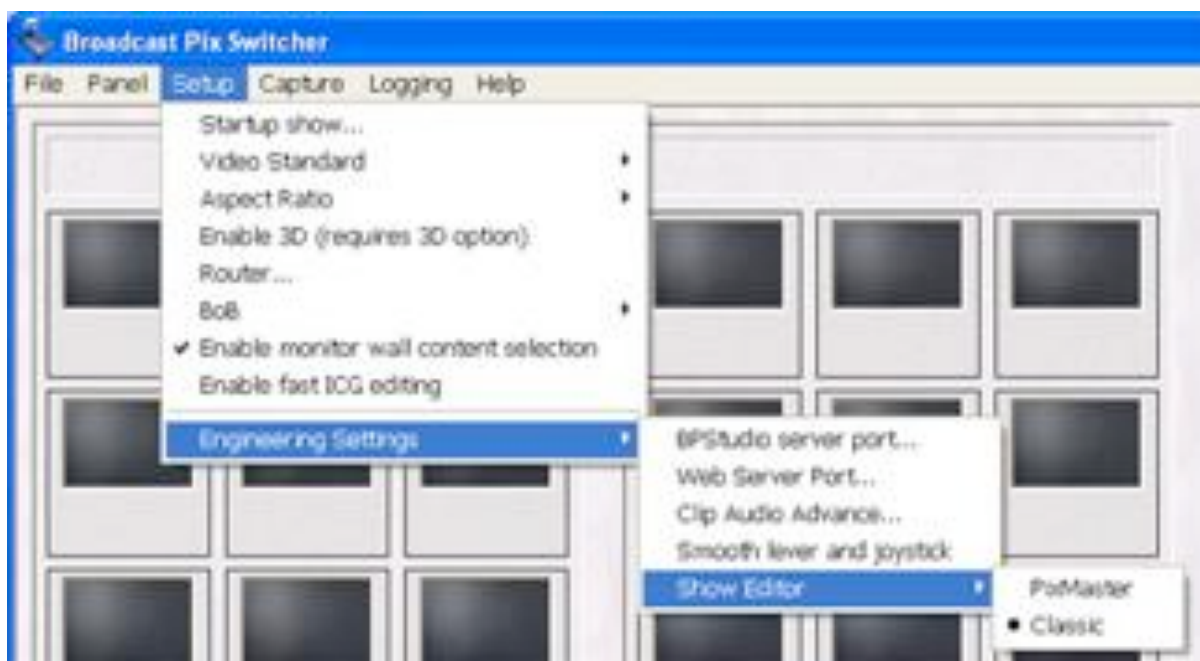 Broadcast Pix Switcher
File Panel Setup Capture Logging Help
Startup show...
Video Standard
Aspect Ratio
Enable 3D (requires 3D option)
Router...
BoB
Enable monitor wall content selection
Enable fast ICG editing
Engineering Settings
BPStudio server port...
Web Server Port...
Clip Audio Advance...
Smooth lever and joystick
Show Editor
PixMaster
Classic